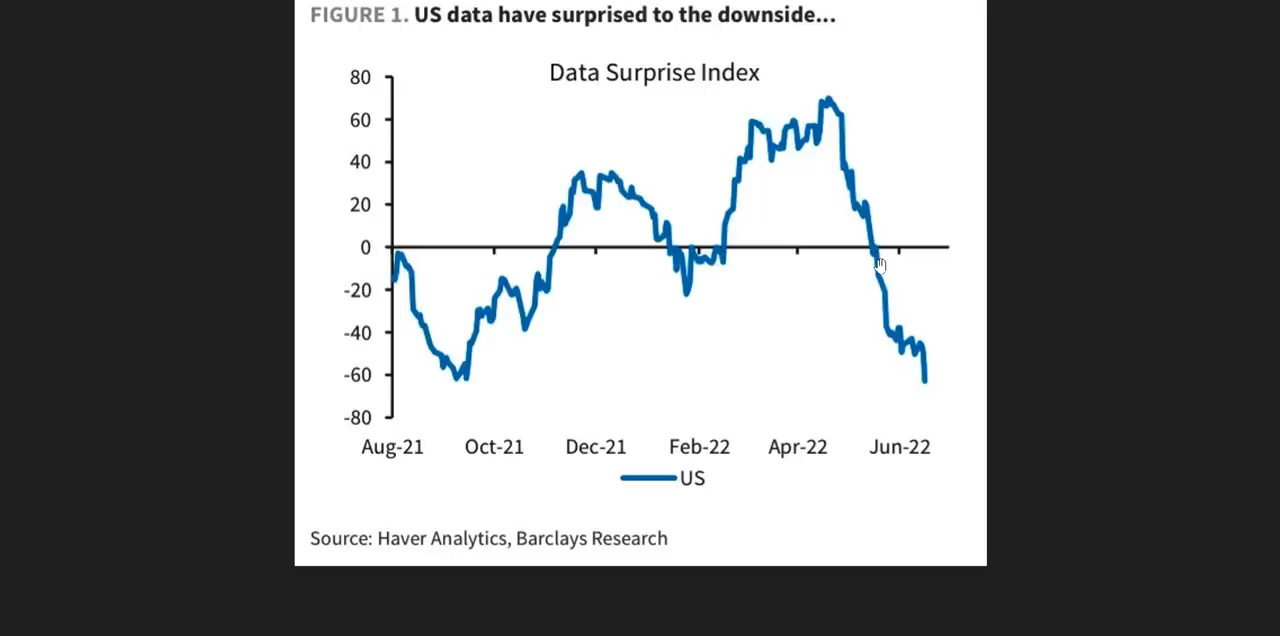 FIGURE 1. US data have surprised to the downside...
Data Surprise Index
80
60
40
20
0
-20
-40
-60
-80
Aug-21 Oct-21 Dec-21 Feb-22 Apr-22 Jun-22
US
Source: Haver Analytics, Barclays Research